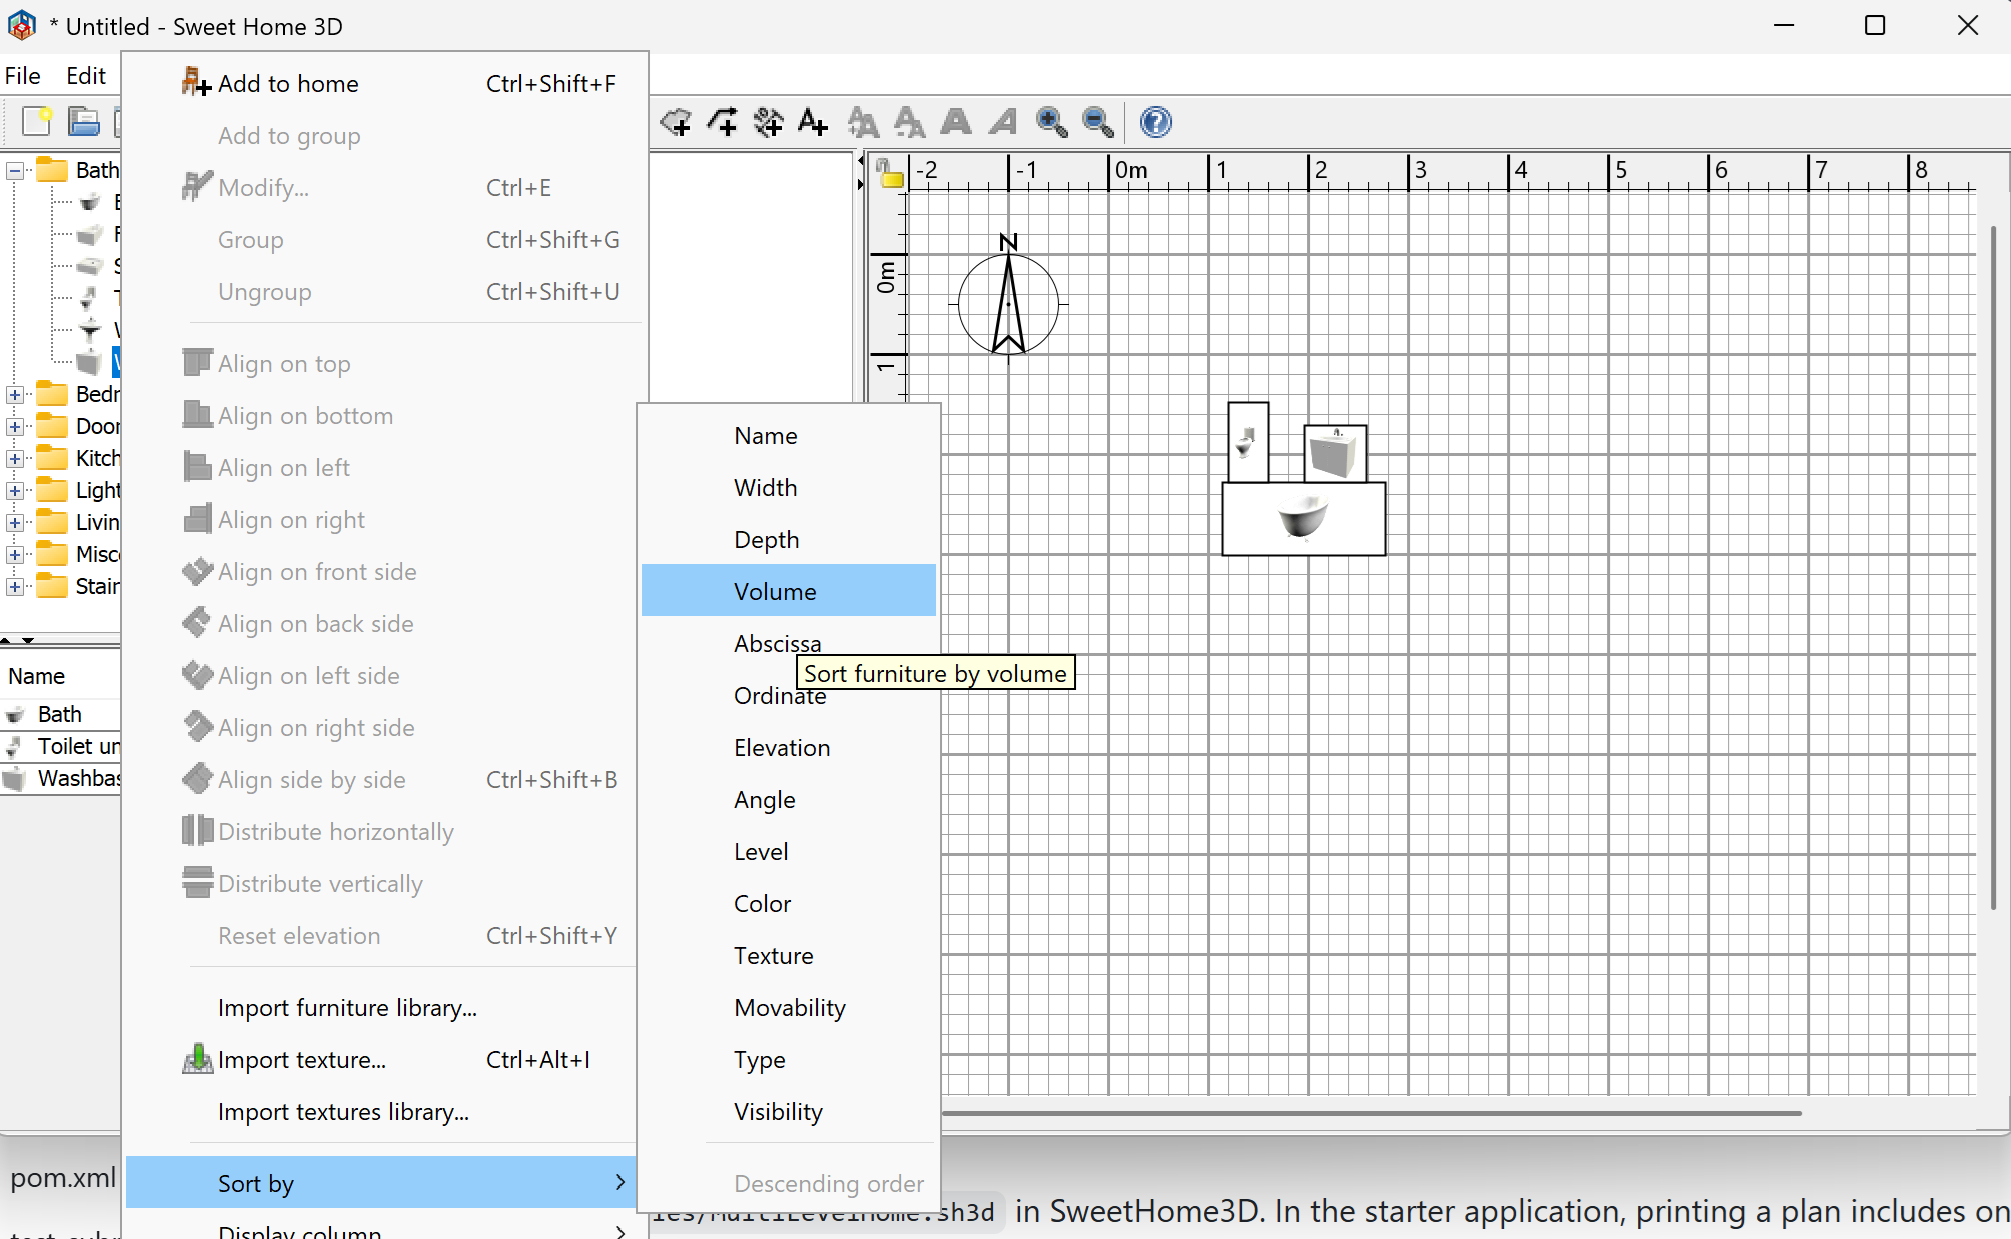 * Untitled - Sweet Home 3D
File Edit
Bath
Bedr
Door
Kitch
Light
Livin
Misc
Stair
Name
Bath
Toilet un
Washbas
Add to home Ctrl+Shift+F
Add to group
Modify... Ctrl+E
Group Ctrl+Shift+G
Ungroup Ctrl+Shift+U
Align on top
Align on bottom
Align on left
Align on right
Align on front side
Align on back side
Align on left side
Align on right side
Align side by side Ctrl+Shift+B
Distribute horizontally
Distribute vertically
Reset elevation Ctrl+Shift+Y
Import furniture library...
Import texture... Ctrl+Alt+I
Import textures library...
Sort by
Display column
Name
Width
Depth
Volume
Abscissa
Sort furniture by volume
Ordinate
Elevation
Angle
Level
Color
Texture
Movability
Type
Visibility
Descending order
-2 -1 0m 1 2 3 4 5 6 7 8
0m
1
N
pom.xml
ies/MultiLevelHome.sh3d in SweetHome3D. In the starter application, printing a plan includes on